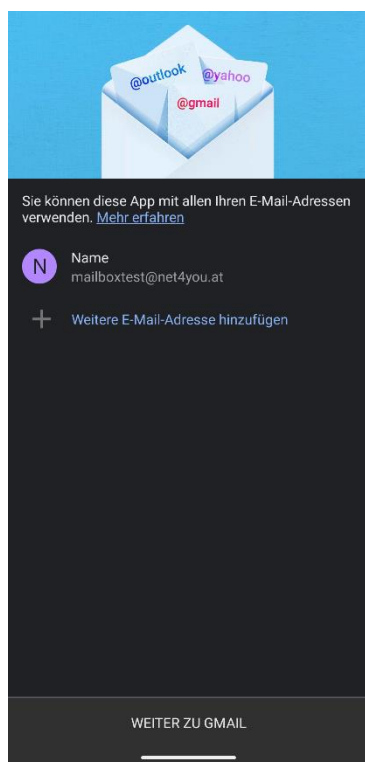 @outlook
@yahoo
@gmail
Sie können diese App mit allen Ihren E-Mail-Adressen
verwenden. Mehr erfahren
N
Name
mailboxtest@net4you.at
Weitere E-Mail-Adresse hinzufügen
WEITER ZU GMAIL